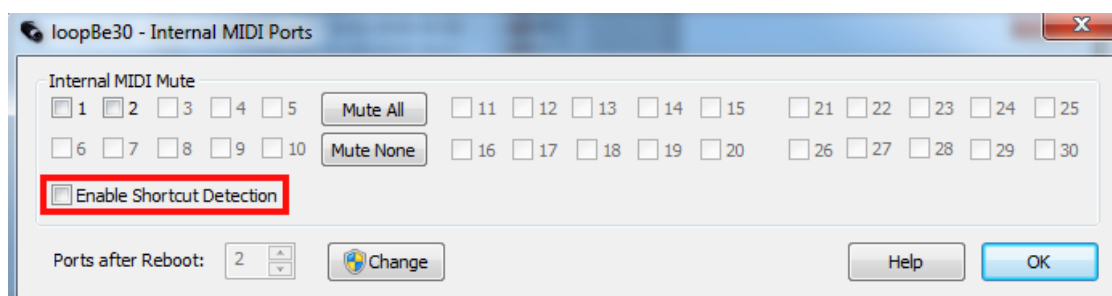 loopBe30 - Internal MIDI Ports
Internal MIDI Mute
1 2 3 4 5 Mute All 11 12 13 14 15 21 22 23 24 25
6 7 8 9 10 Mute None 16 17 18 19 20 26 27 28 29 30
Enable Shortcut Detection
Ports after Reboot: 2 Change Help OK